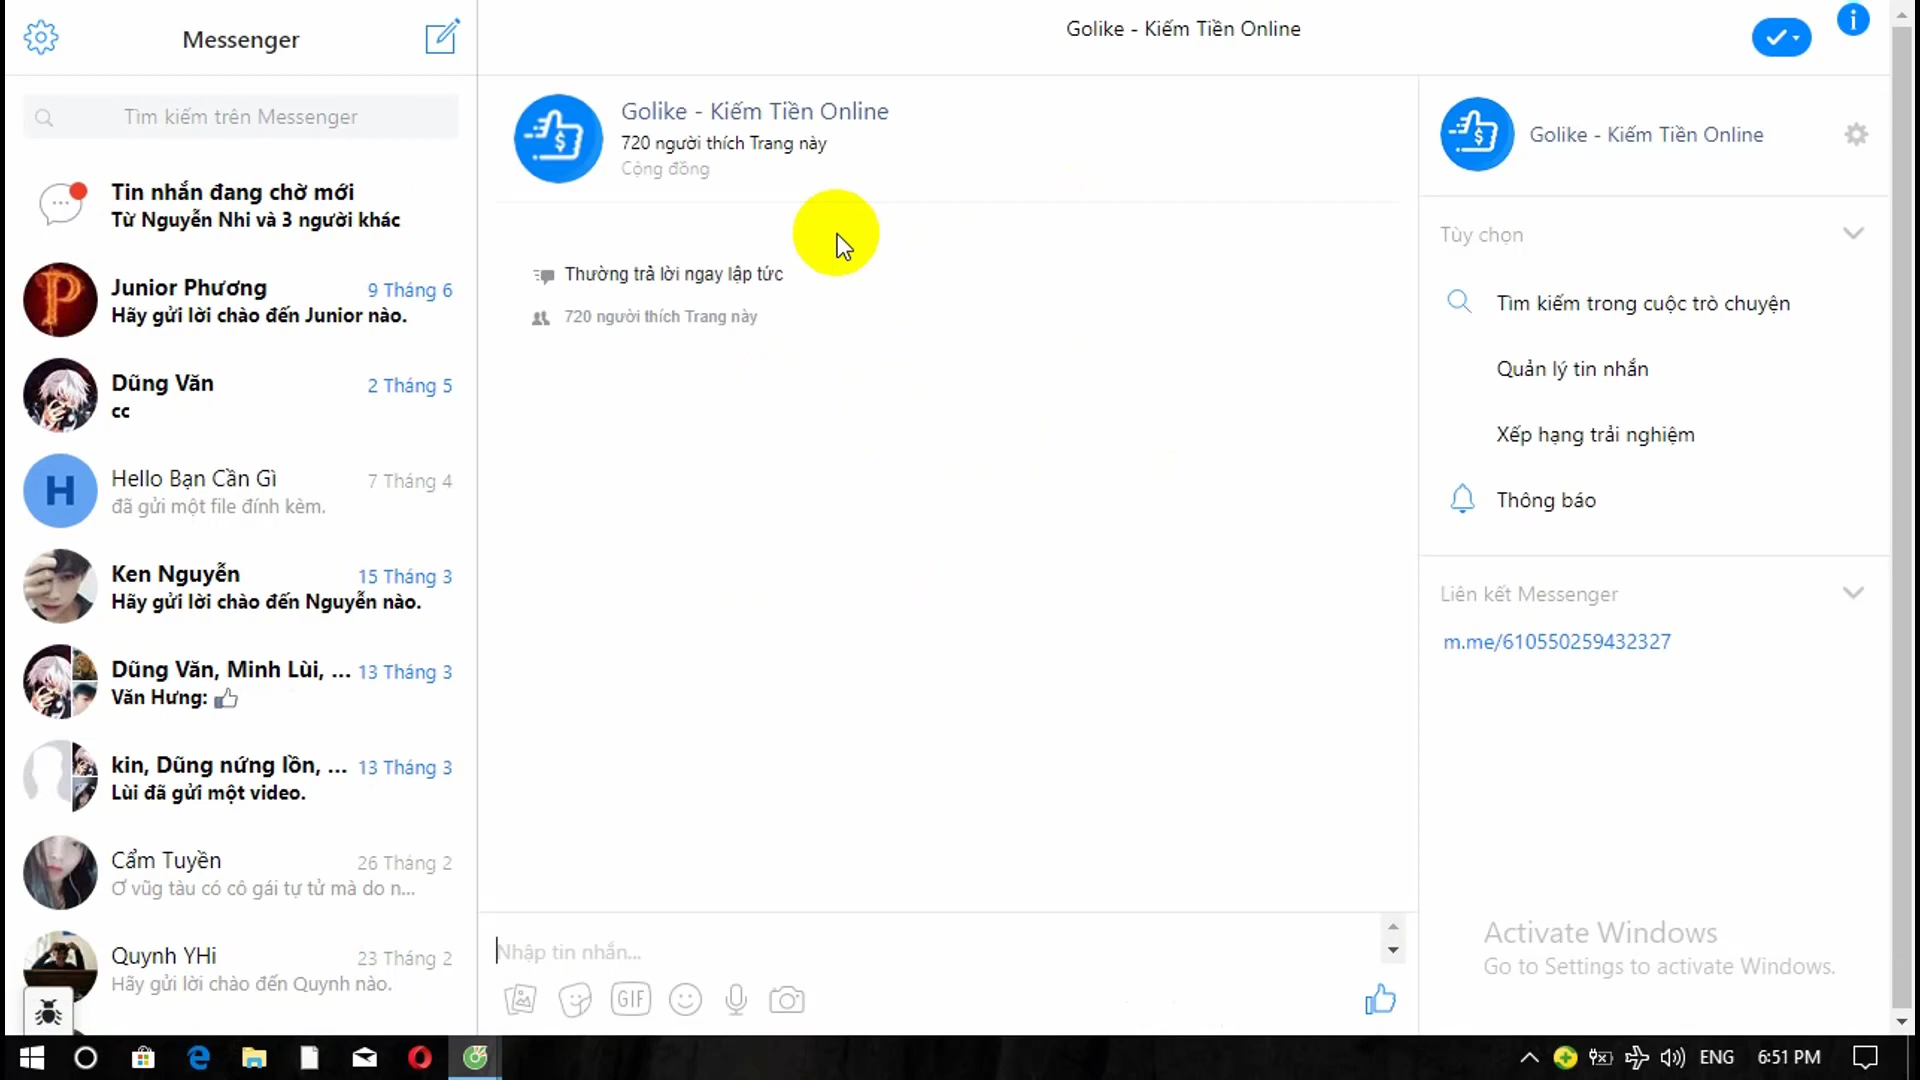 Messenger
Tìm kiếm trên Messenger
Tin nhắn đang chờ mới
Từ Nguyễn Nhi và 3 người khác
Junior Phương
9 Tháng 6
Hãy gửi lời chào đến Junior nào.
Dũng Văn
2 Tháng 5
cc
H
Hello Bạn Cần Gì
7 Tháng 4
đã gửi một file đính kèm.
Ken Nguyễn
15 Tháng 3
Hãy gửi lời chào đến Nguyễn nào.
Dũng Văn, Minh Lùi, ...
13 Tháng 3
Văn Hưng:
kin, Dũng nứng lồn, ...
13 Tháng 3
Lùi đã gửi một video.
Cẩm Tuyền
26 Tháng 2
Ơ vũg tàu có cô gái tự tử mà do n...
Quynh YHi
23 Tháng 2
Hãy gửi lời chào đến Quynh nào.
Golike - Kiếm Tiền Online
Golike - Kiếm Tiền Online
720 người thích Trang này
Cộng đồng
Thường trả lời ngay lập tức
720 người thích Trang này
Nhập tin nhắn...
GIF
Golike - Kiếm Tiền Online
Tùy chọn
Tìm kiếm trong cuộc trò chuyện
Quản lý tin nhắn
Xếp hạng trải nghiệm
Thông báo
Liên kết Messenger
m.me/610550259432327
Activate Windows
Go to Settings to activate Windows.
ENG
6:51 PM